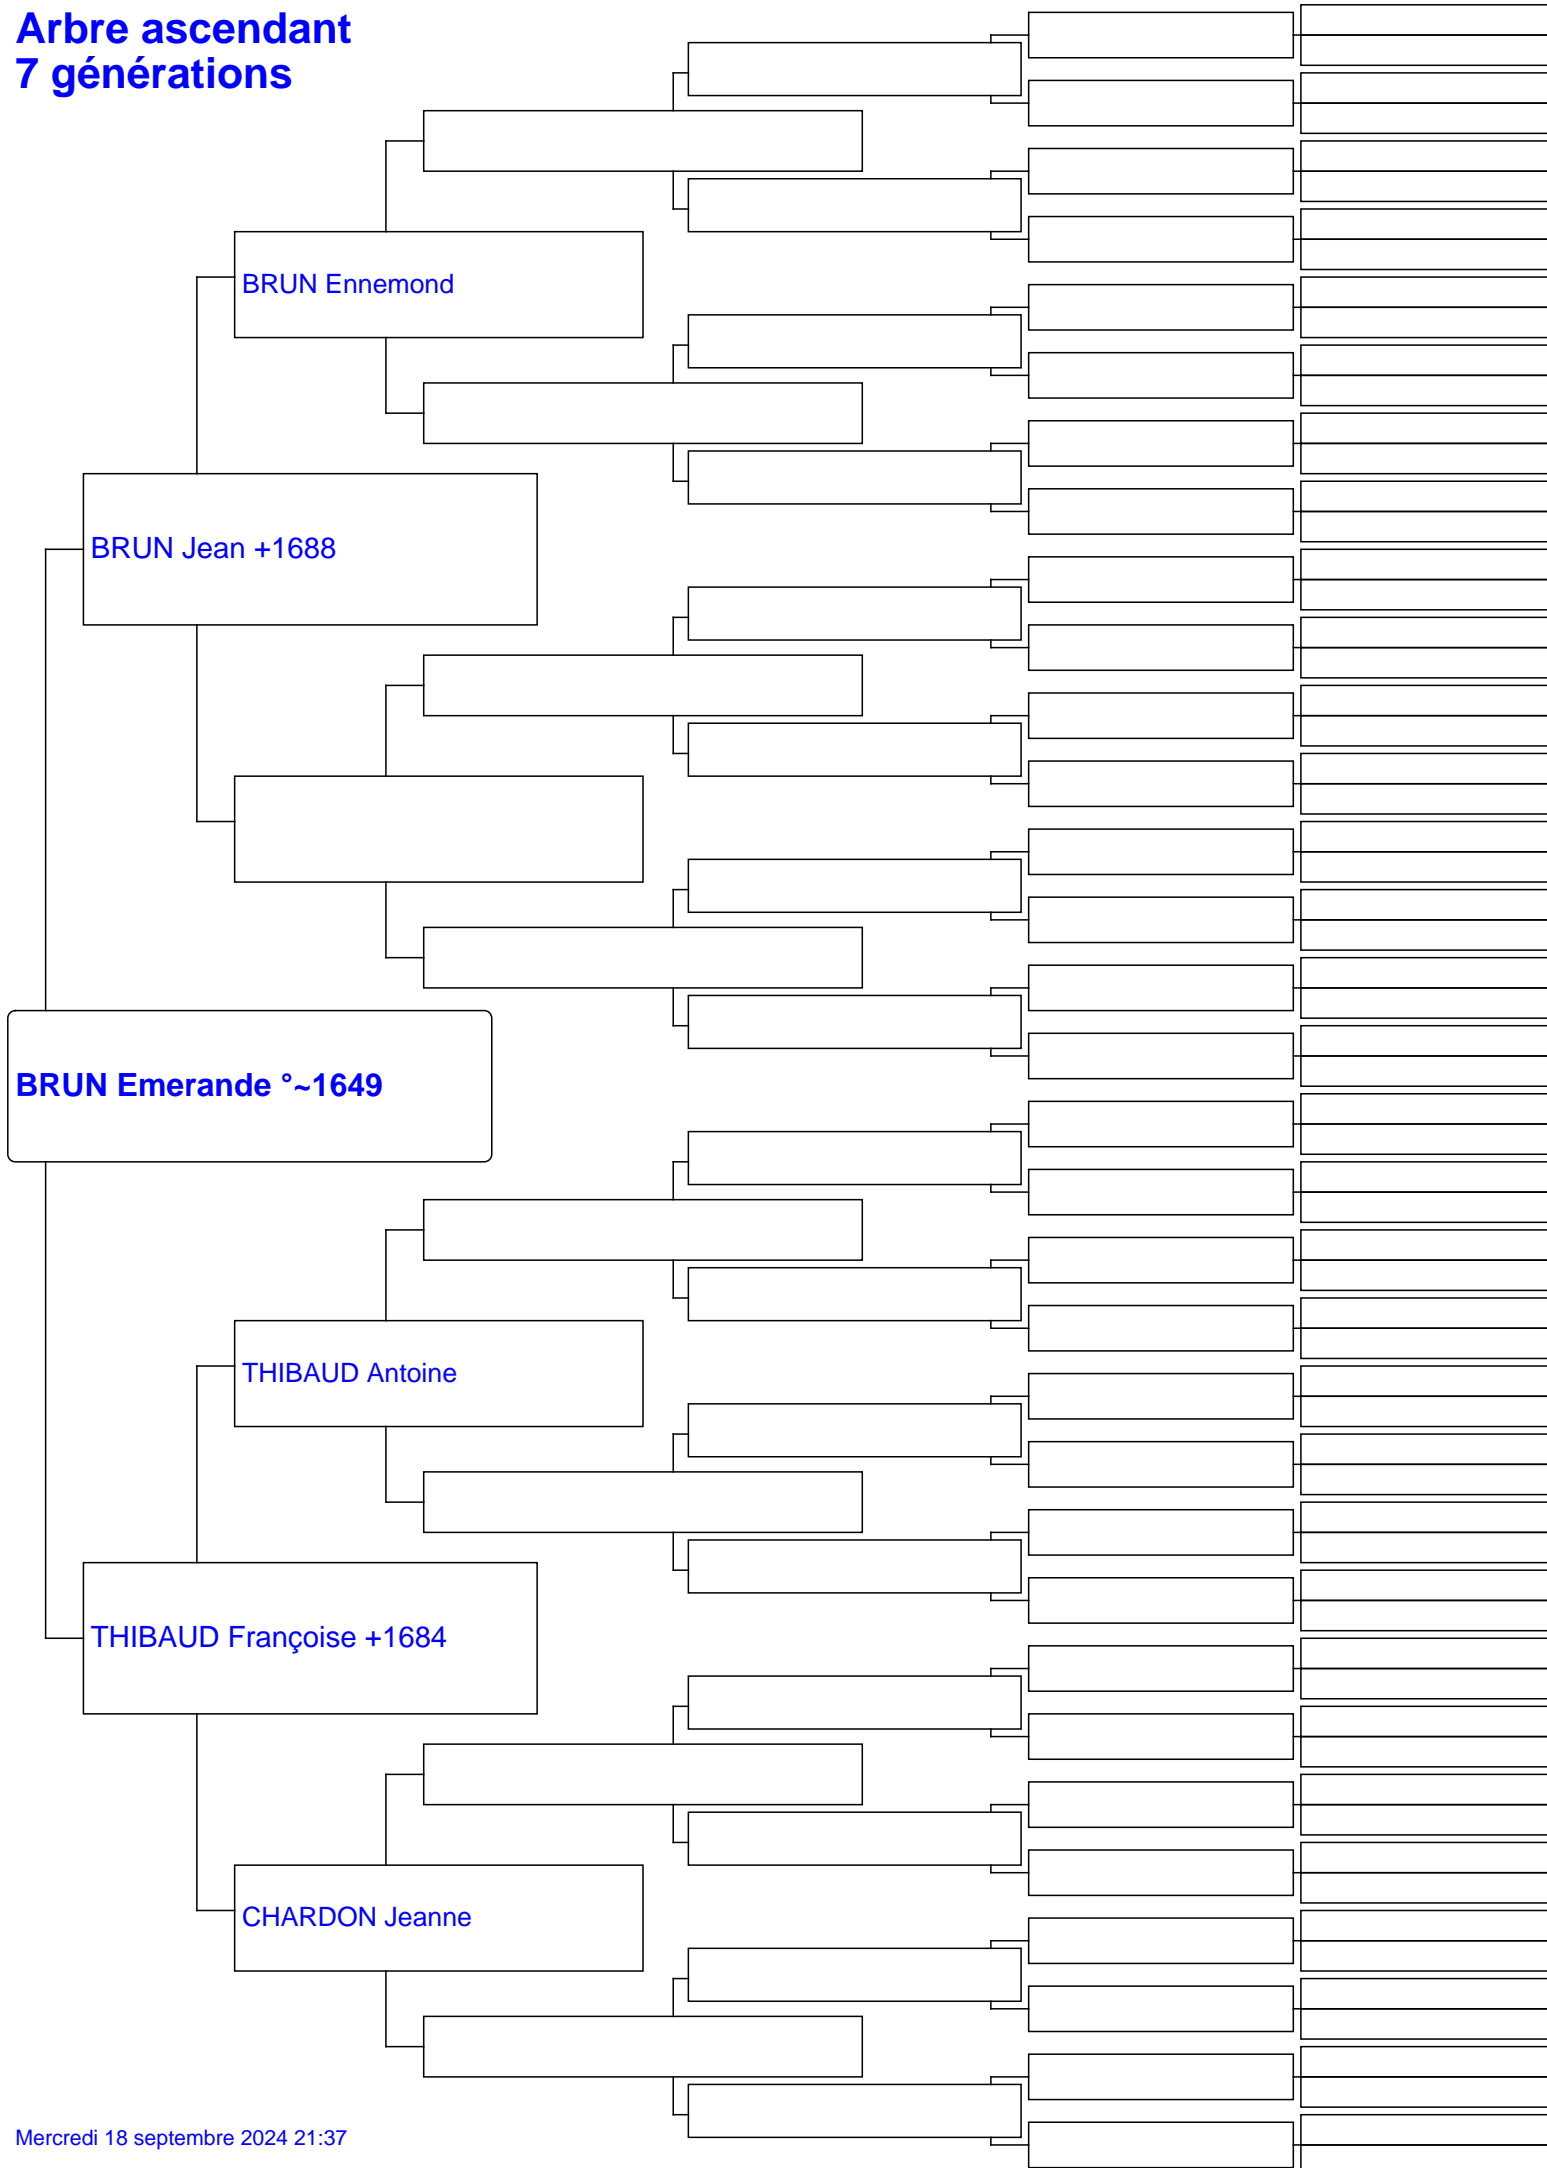 Arbre ascendant
7 générations
BRUN Ennemond
BRUN Jean +1688
BRUN Emerande °~1649
THIBAUD Antoine
THIBAUD Françoise +1684
CHARDON Jeanne
Mercredi 18 septembre 2024 21:37